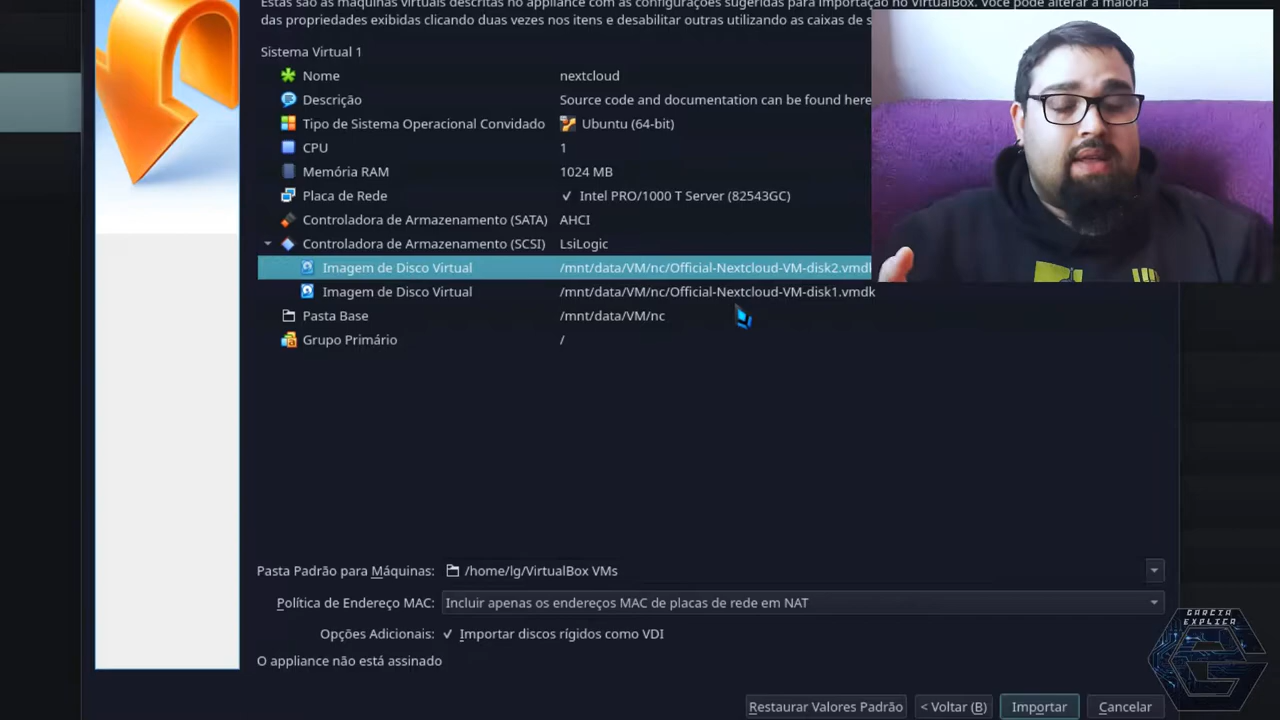 Estas são as máquinas virtuais descritas no appliance com as configurações sugeridas para importação no VirtualBox. Você pode alterar a maioria
das propriedades exibidas clicando duas vezes nos itens e desabilitar outras utilizando as caixas de s
Sistema Virtual 1
Nome nextcloud
Descrição Source code and documentation can be found here
Tipo de Sistema Operacional Convidado Ubuntu (64-bit)
CPU 1
Memória RAM 1024 MB
Placa de Rede ✓ Intel PRO/1000 T Server (82543GC)
Controladora de Armazenamento (SATA) AHCI
Controladora de Armazenamento (SCSI) LsiLogic
Imagem de Disco Virtual /mnt/data/VM/nc/Official-Nextcloud-VM-disk2.vmd
Imagem de Disco Virtual /mnt/data/VM/nc/Official-Nextcloud-VM-disk1.vmdk
Pasta Base /mnt/data/VM/nc
Grupo Primário /
Pasta Padrão para Máquinas: /home/lg/VirtualBox VMs
Política de Endereço MAC: Incluir apenas os endereços MAC de placas de rede em NAT
Opções Adicionais: ✓ Importar discos rígidos como VDI
O appliance não está assinado
Restaurar Valores Padrão < Voltar (B) Importar Cancelar
GARCIA
EXPLICA